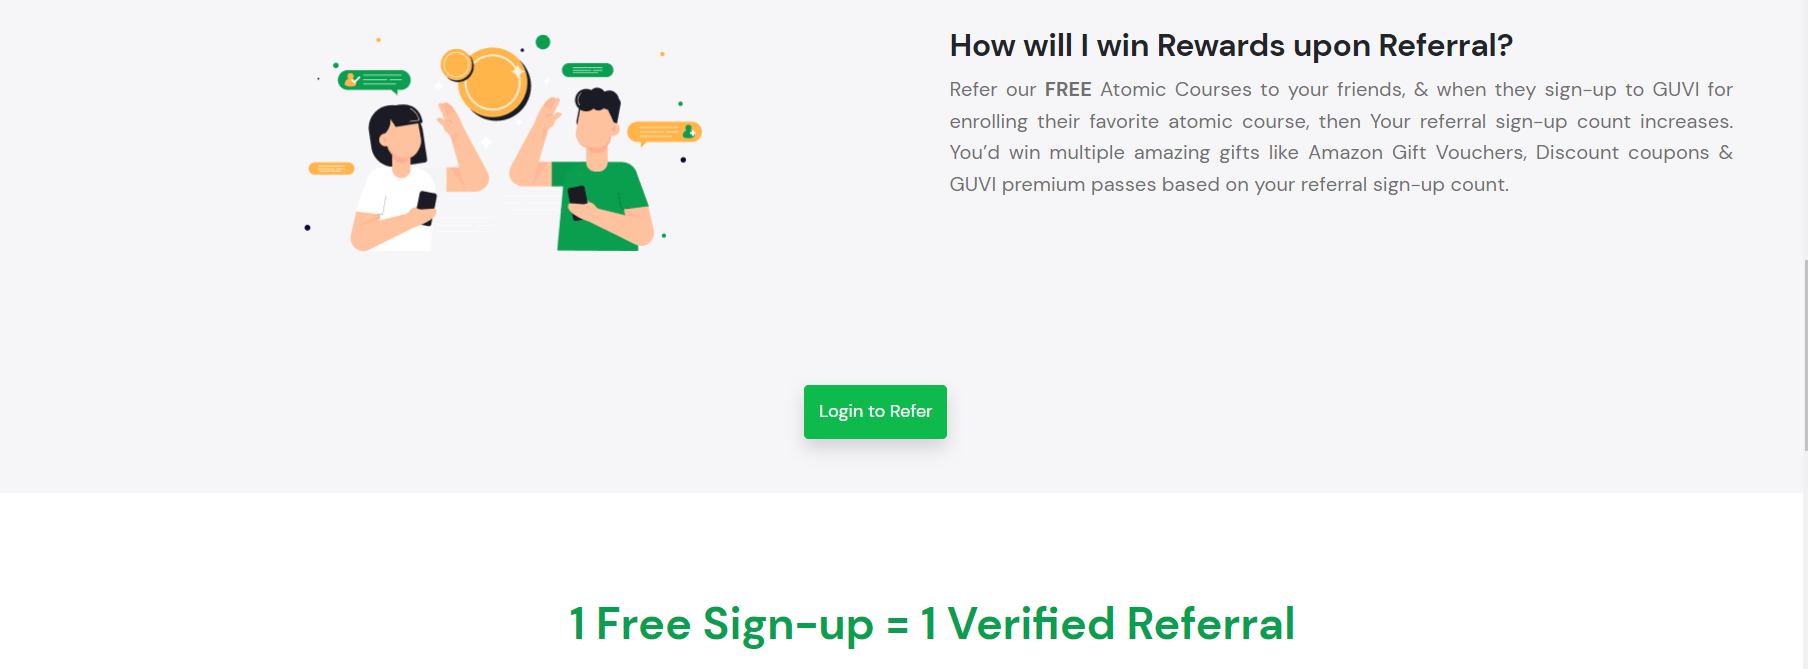 How will I win Rewards upon Referral?
Refer our FREE Atomic Courses to your friends, & when they sign-up to GUVI for
enrolling their favorite atomic course, then Your referral sign-up count increases.
You’d win multiple amazing gifts like Amazon Gift Vouchers, Discount coupons &
GUVI premium passes based on your referral sign-up count.
Login to Refer
1 Free Sign-up = 1 Verified Referral